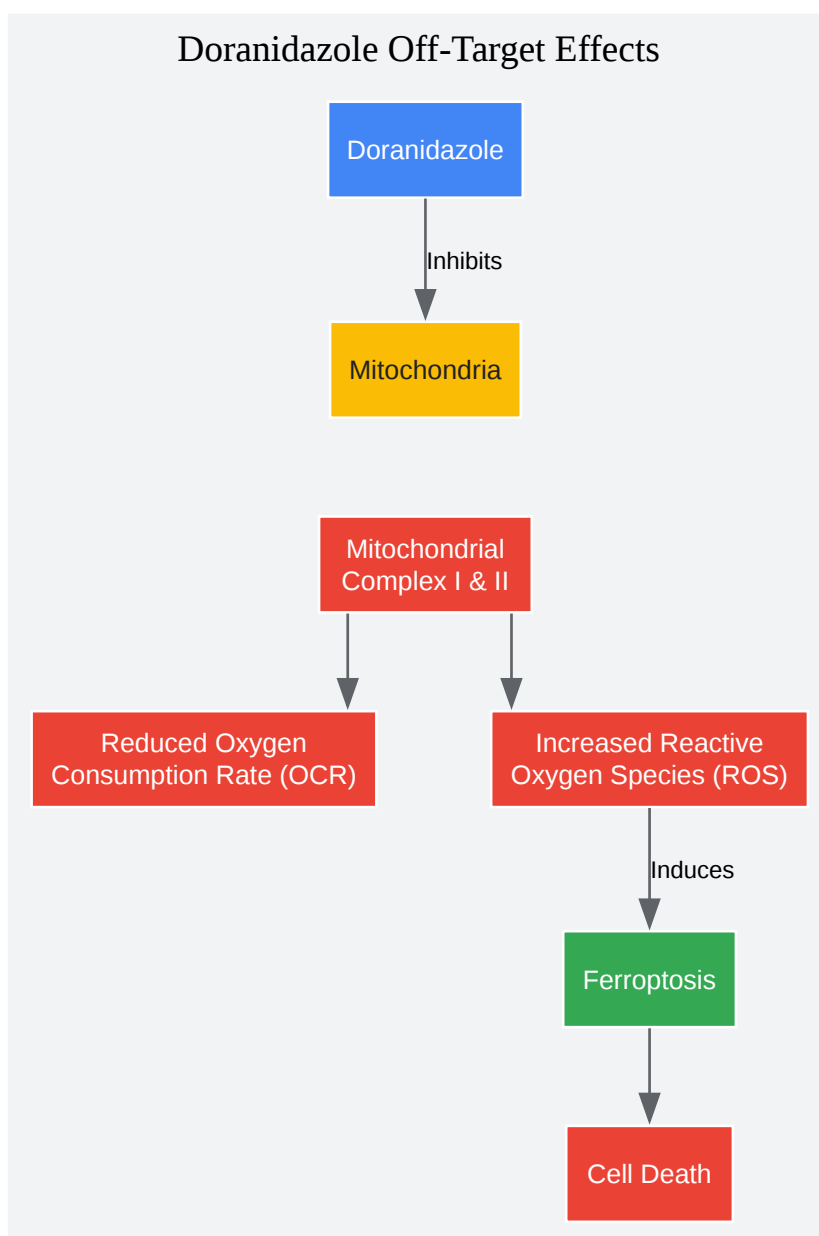 Doranidazole Off-Target Effects
Doranidazole
Inhibits
Mitochondria
Mitochondrial
Complex I & II
Reduced Oxygen
Consumption Rate (OCR)
Increased Reactive
Oxygen Species (ROS)
Induces
Ferroptosis
Cell Death